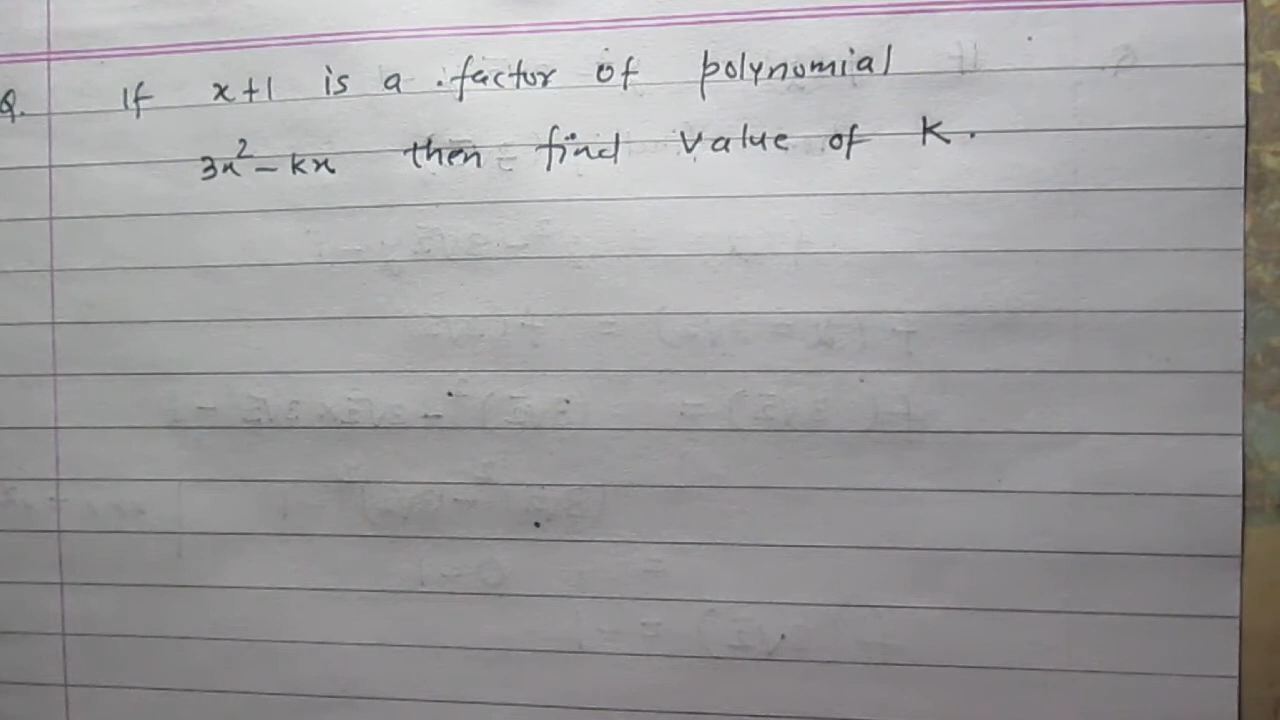 Q. If x+1 is a factor of polynomial
3x² - kx then find value of K.